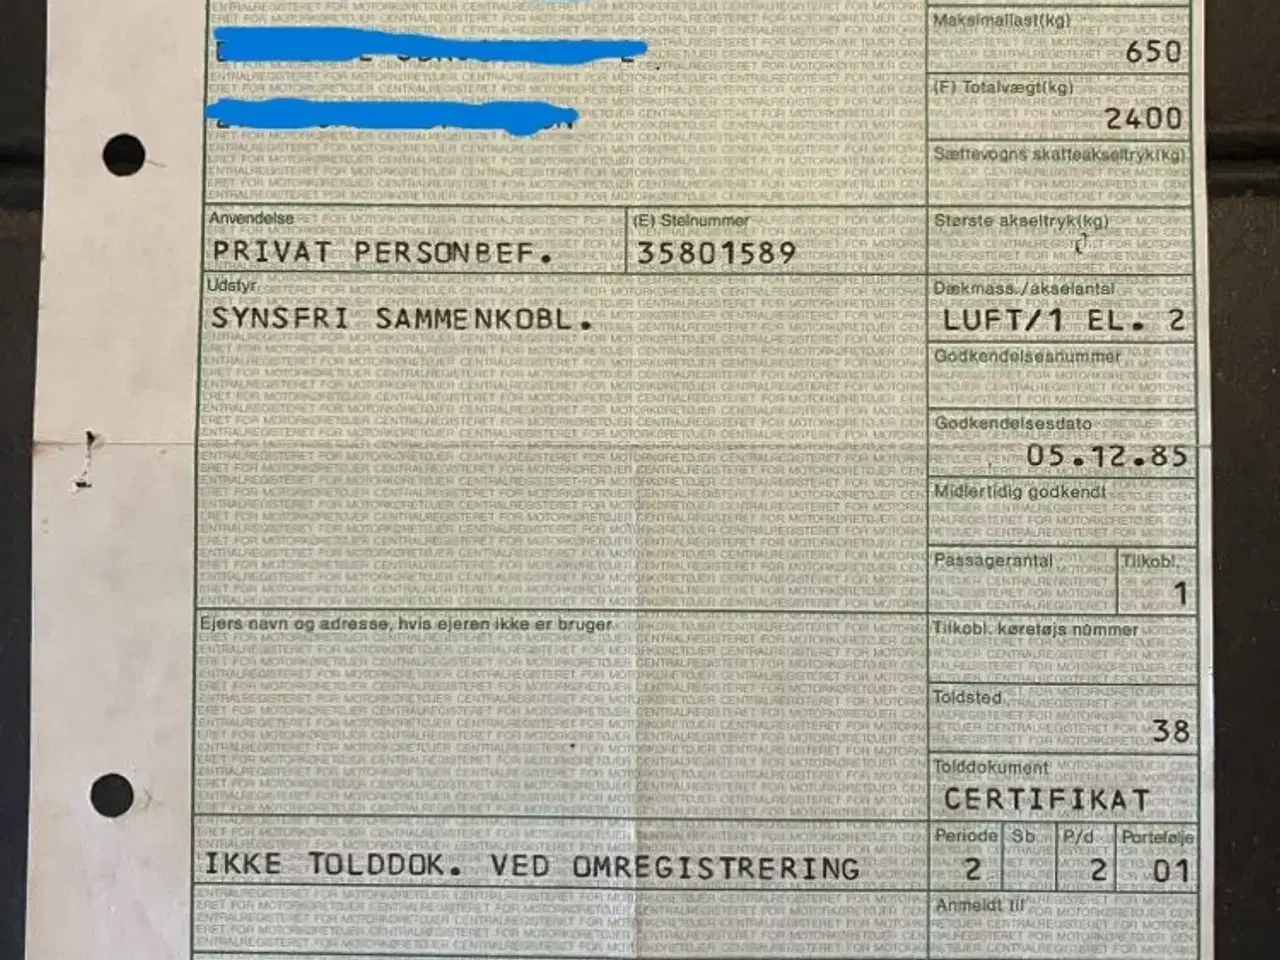 Maksimallast(kg)
650
(F) Totalvægt(kg)
2400
Sættevogns skatteakseltryk(kg)
Anvendelse
PRIVAT PERSONBEF.
(E) Stelnummer
35801589
Største akseltryk(kg)
Udstyr
SYNSFRI SAMMENKOBL.
Dækmass./akselantal
LUFT/1 EL. 2
Godkendelsesnummer
Godkendelsesdato
05.12.85
Midlertidig godkendt
Passagerantal
Tilkobl.
1
Ejers navn og adresse, hvis ejeren ikke er bruger
Tilkobl. køretøjs nummer
Toldsted
38
Tolddokument
CERTIFIKAT
IKKE TOLDDOK. VED OMREGISTRERING
Periode Sb. P/d Portefølje
2 2 01
Anmeldt til